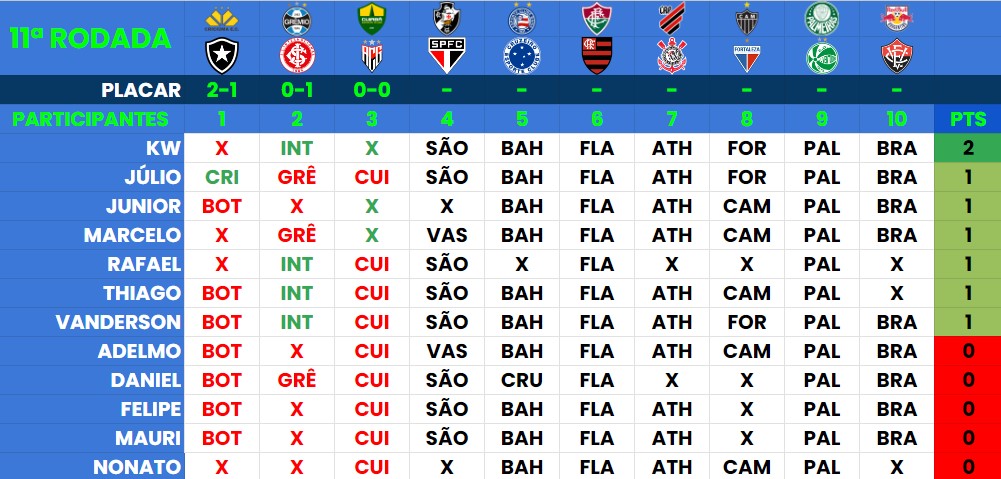 11ª RODADA
PLACAR 2-1 0-1 0-0 - - - - - - -
PARTICIPANTES 1 2 3 4 5 6 7 8 9 10 PTS
KW X INT X SÃO BAH FLA ATH FOR PAL BRA 2
JÚLIO CRI GRÊ CUI SÃO BAH FLA ATH FOR PAL BRA 1
JUNIOR BOT X X X BAH FLA ATH CAM PAL BRA 1
MARCELO X GRÊ X VAS BAH FLA ATH CAM PAL BRA 1
RAFAEL X INT CUI SÃO X FLA X X PAL X 1
THIAGO BOT INT CUI SÃO BAH FLA ATH CAM PAL X 1
VANDERSON BOT INT CUI SÃO BAH FLA ATH FOR PAL BRA 1
ADELMO BOT X CUI VAS BAH FLA ATH CAM PAL BRA 0
DANIEL BOT GRÊ CUI SÃO CRU FLA X X PAL BRA 0
FELIPE BOT X CUI SÃO BAH FLA ATH X PAL BRA 0
MAURI BOT X CUI SÃO BAH FLA ATH X PAL BRA 0
NONATO X X CUI X BAH FLA ATH CAM PAL X 0